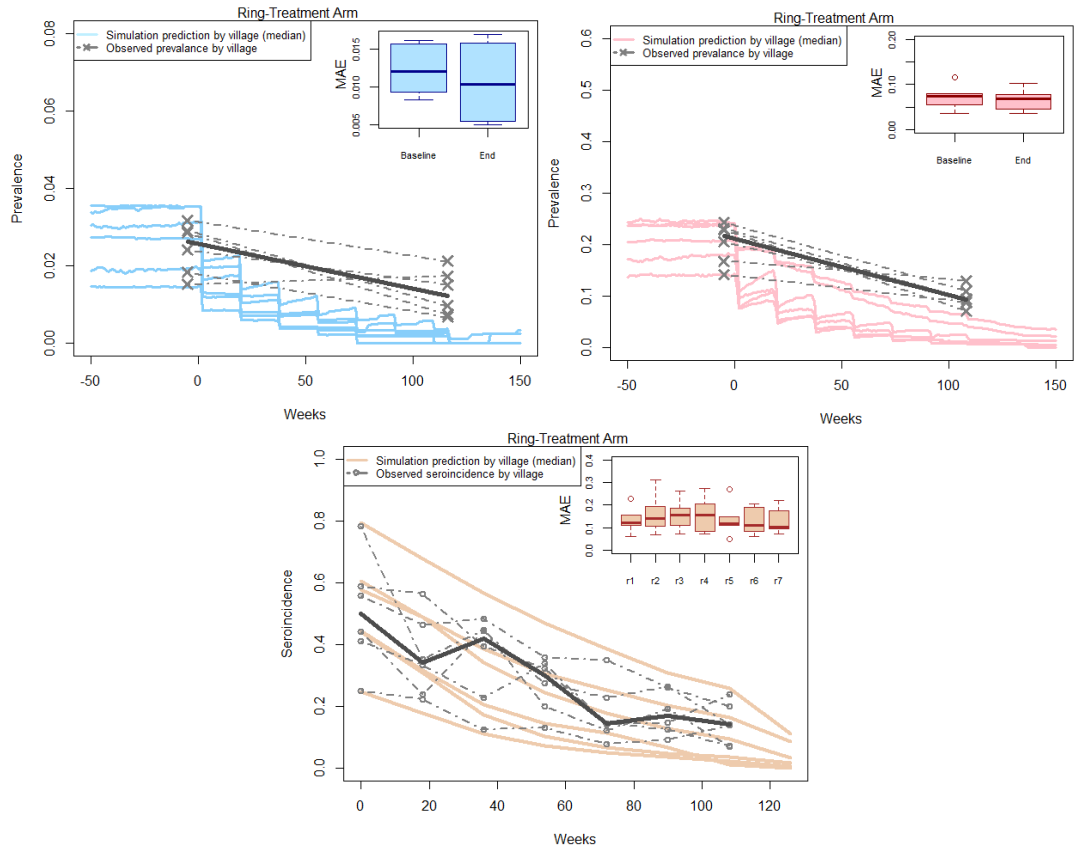 Ring-Treatment Arm
Simulation prediction by village (median)
Observed prevalance by village
MAE
0.005 0.010 0.015
Baseline End
Prevalence
0.00 0.02 0.04 0.06 0.08
-50 0 50 100 150
Weeks
Ring-Treatment Arm
Simulation prediction by village (median)
Observed prevalance by village
MAE
0.00 0.10 0.20
Baseline End
Prevalence
0.0 0.1 0.2 0.3 0.4 0.5 0.6
-50 0 50 100 150
Weeks
Ring-Treatment Arm
Simulation prediction by village (median)
Observed seroincidence by village
MAE
0.0 0.1 0.2 0.3 0.4
r1 r2 r3 r4 r5 r6 r7
Seroincidence
0.0 0.2 0.4 0.6 0.8 1.0
0 20 40 60 80 100 120
Weeks